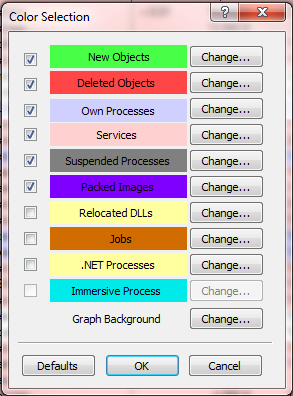 Color Selection
?
New Objects Change...
Deleted Objects Change...
Own Processes Change...
Services Change...
Suspended Processes Change...
Packed Images Change...
Relocated DLLs Change...
Jobs Change...
.NET Processes Change...
Immersive Process Change...
Graph Background Change...
Defaults OK Cancel